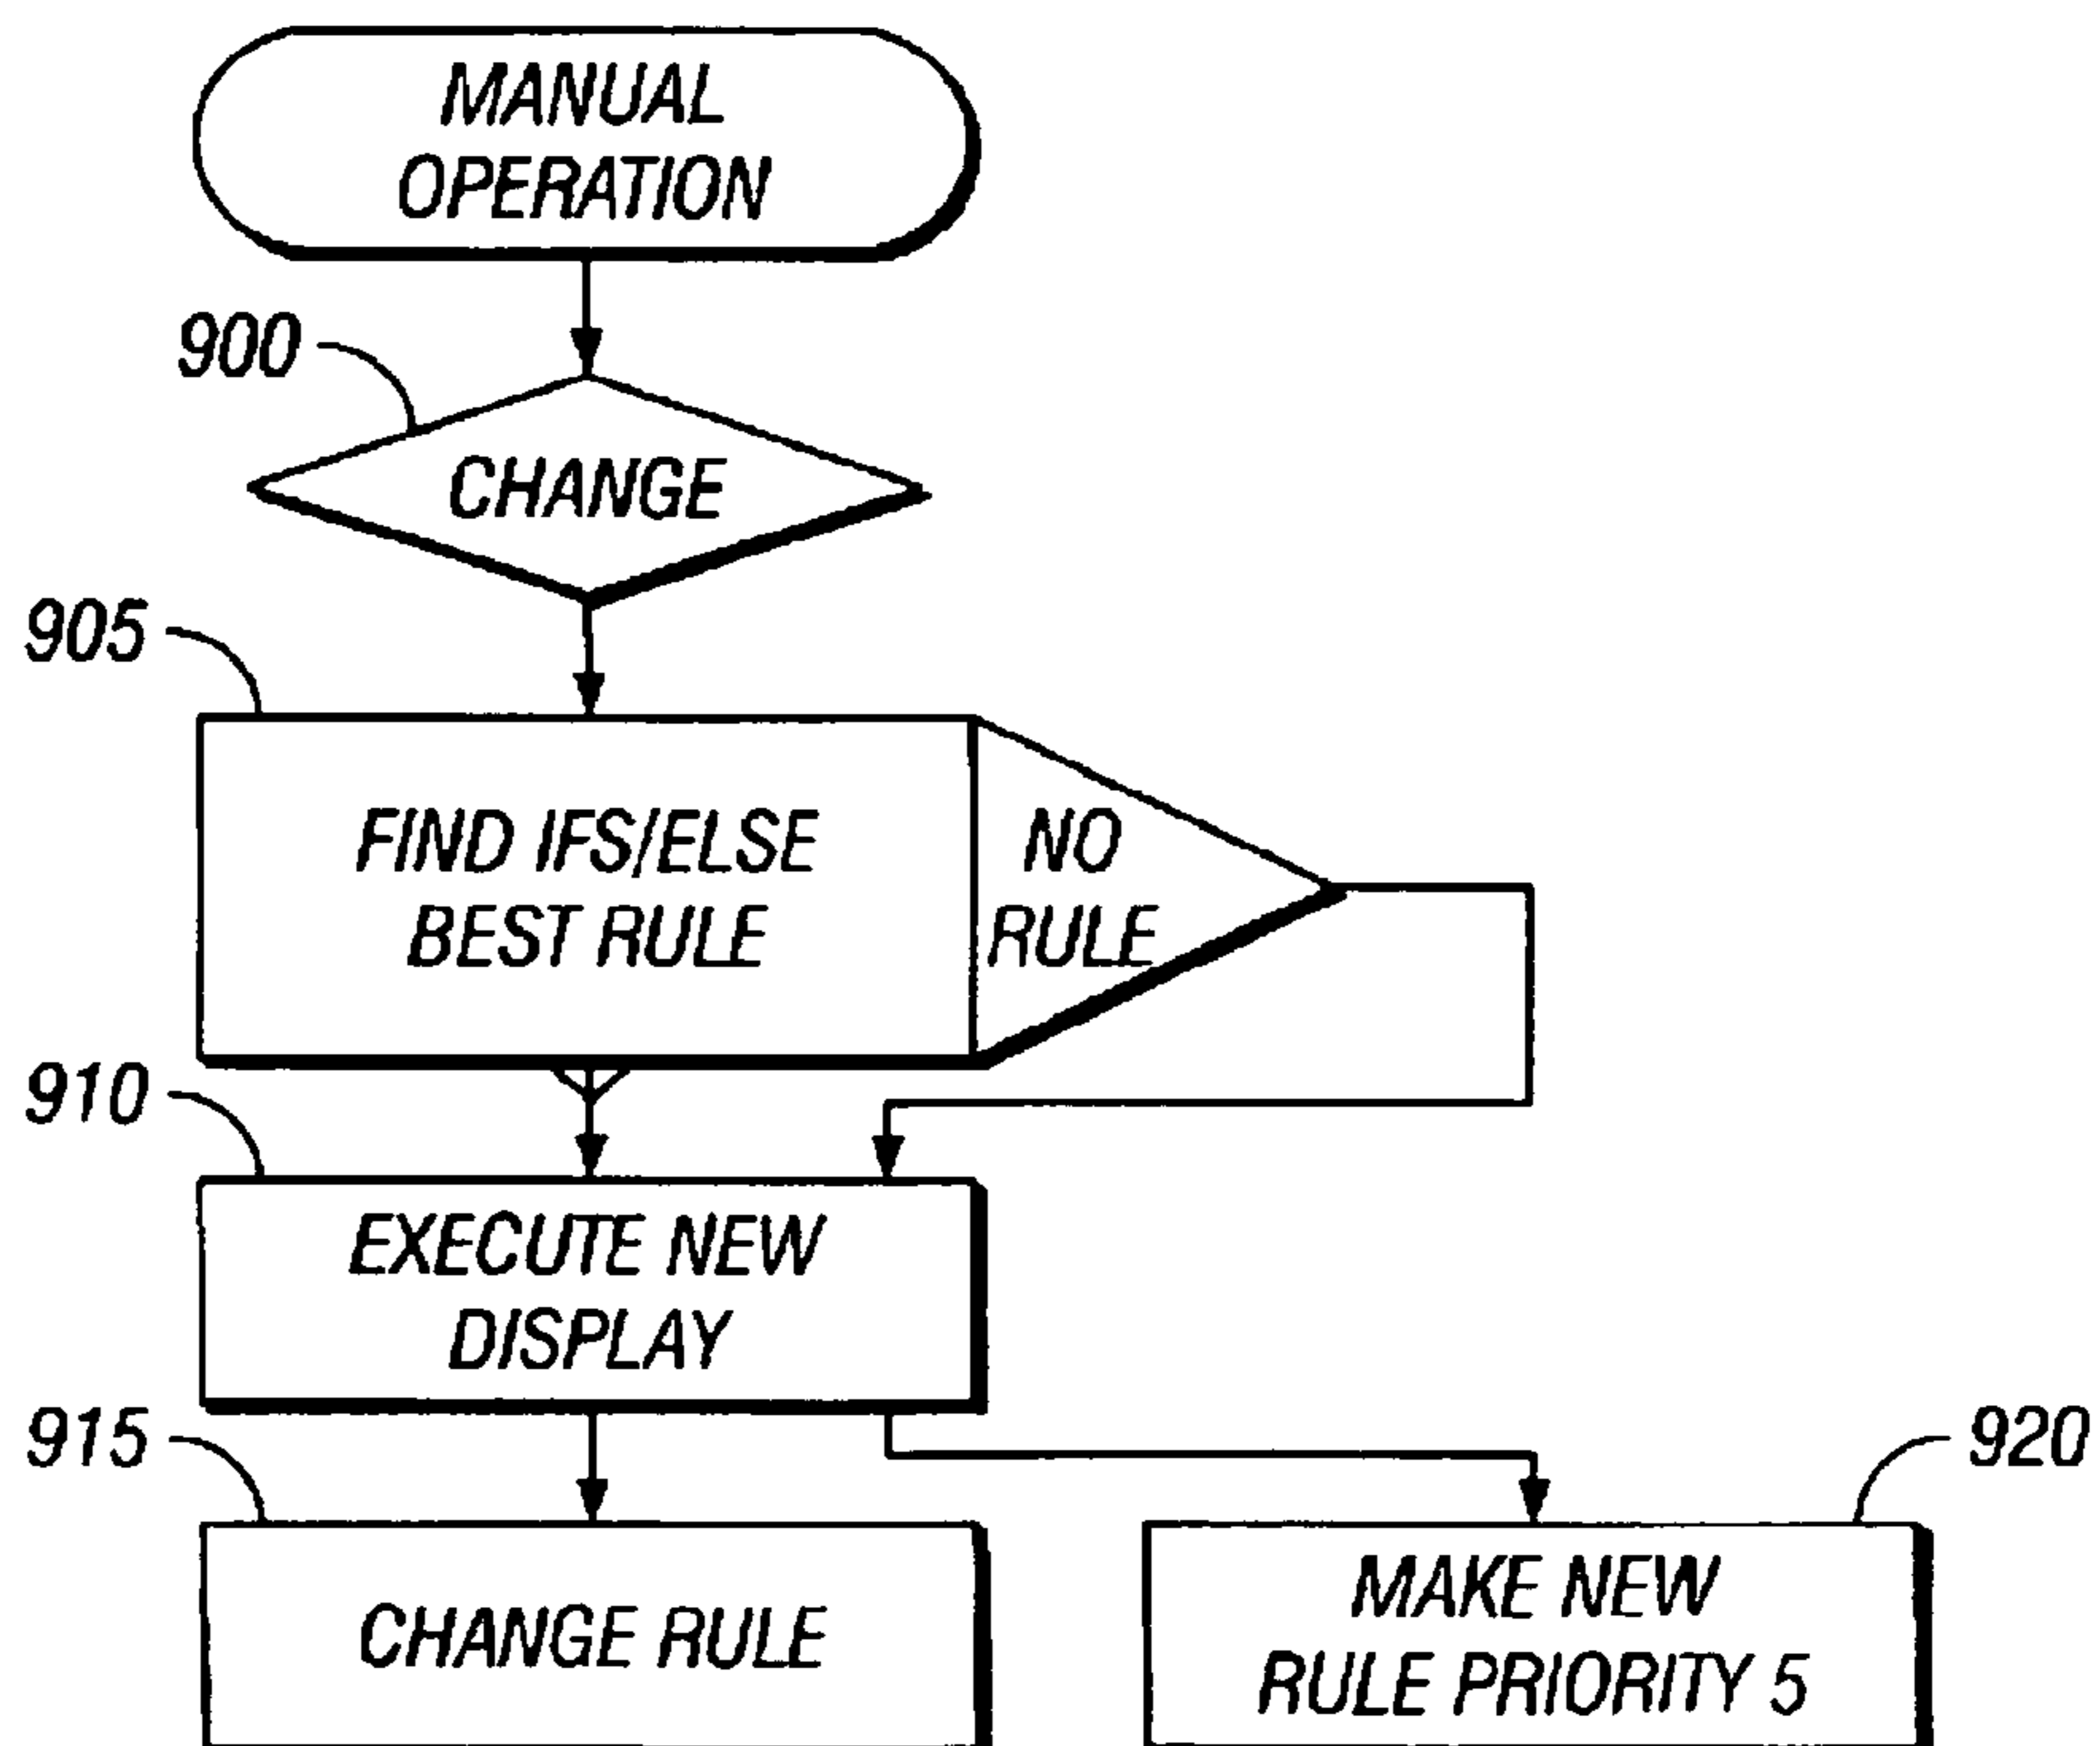 MANUAL
OPERATION
900
CHANGE
905
FIND IFS/ELSE
BEST RULE
NO
RULE
910
EXECUTE NEW
DISPLAY
915
CHANGE RULE
920
MAKE NEW
RULE PRIORITY 5